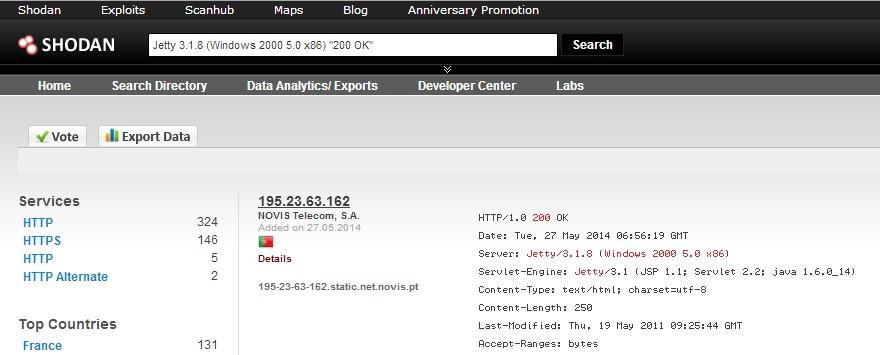 Shodan Exploits Scanhub Maps Blog Anniversary Promotion
SHODAN Jetty 3.1.8 (Windows 2000 5.0 x86) "200 OK" Search
Home Search Directory Data Analytics/ Exports Developer Center Labs
Vote Export Data
Services
HTTP 324
HTTPS 146
HTTP 5
HTTP Alternate 2
Top Countries
France 131
195.23.63.162
NOVIS Telecom, S.A.
Added on 27.05.2014
Details
195-23-63-162.static.net.novis.pt
HTTP/1.0 200 OK
Date: Tue, 27 May 2014 06:56:19 GMT
Server: Jetty/3.1.8 (Windows 2000 5.0 x86)
Servlet-Engine: Jetty/3.1 (JSP 1.1; Servlet 2.2; java 1.6.0_14)
Content-Type: text/html; charset=utf-8
Content-Length: 250
Last-Modified: Thu, 19 May 2011 09:25:44 GMT
Accept-Ranges: bytes